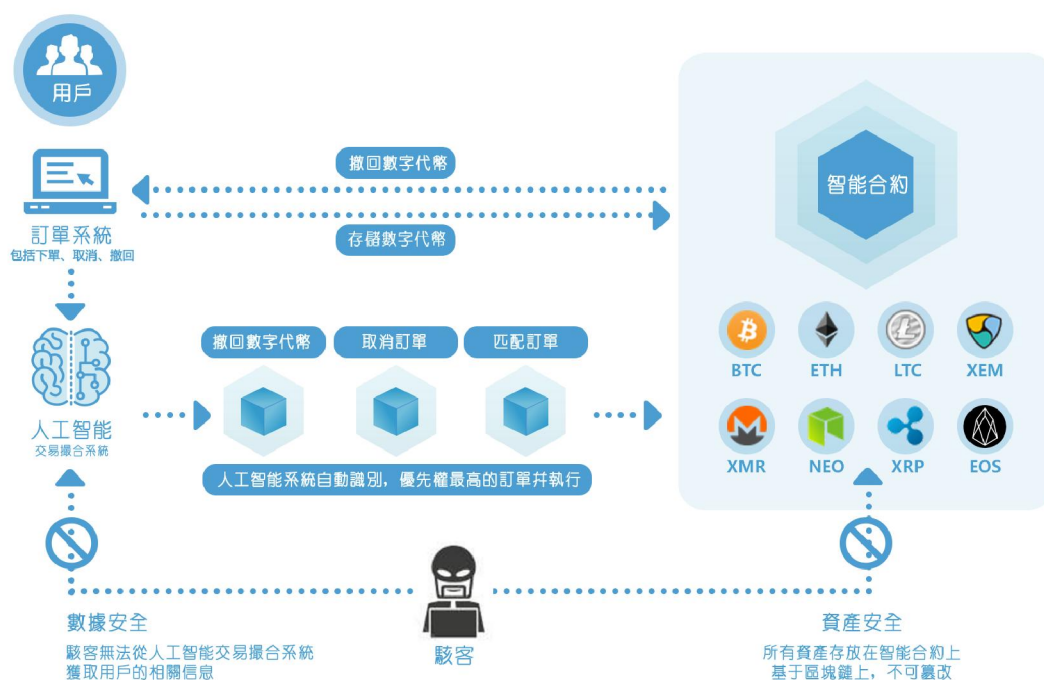 用戶
撤回數字代幣
智能合約
訂單系統
包括下單、取消、撤回
存儲數字代幣
撤回數字代幣
取消訂單
匹配訂單
BTC
ETH
LTC
XEM
人工智能
交易撮合系統
XMR
NEO
XRP
EOS
人工智能系統自動識別，優先權最高的訂單幷執行
數據安全
駭客無法從人工智能交易撮合系統
獲取用戶的相關信息
駭客
資產安全
所有資產存放在智能合約上
基于區塊鏈上，不可篡改